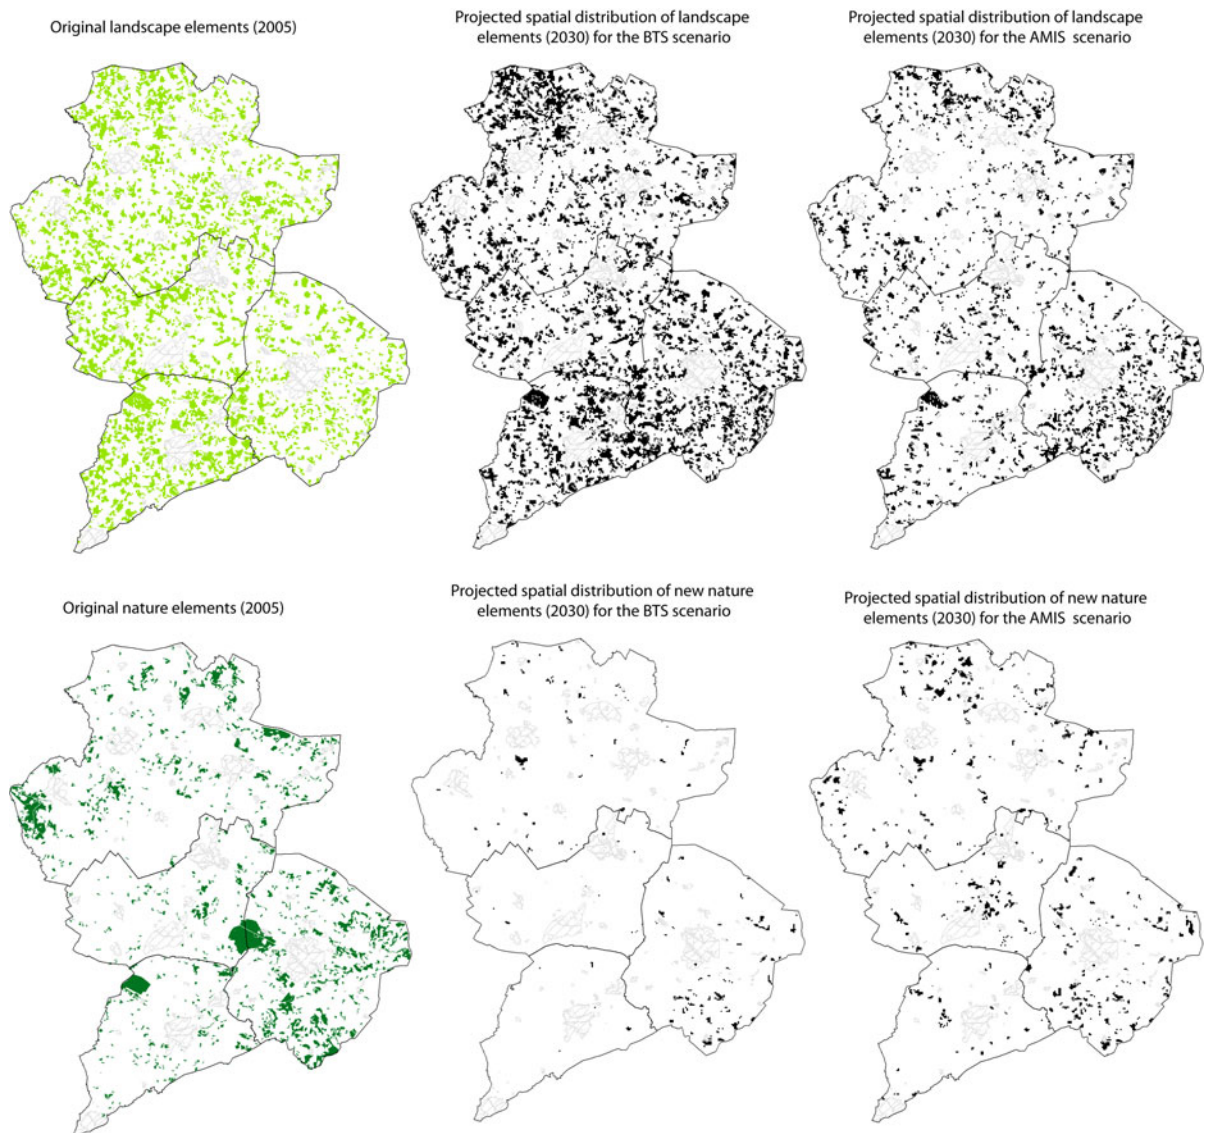 Original landscape elements (2005)
Projected spatial distribution of landscape
elements (2030) for the BTS scenario
Projected spatial distribution of landscape
elements (2030) for the AMIS scenario
Original nature elements (2005)
Projected spatial distribution of new nature
elements (2030) for the BTS scenario
Projected spatial distribution of new nature
elements (2030) for the AMIS scenario